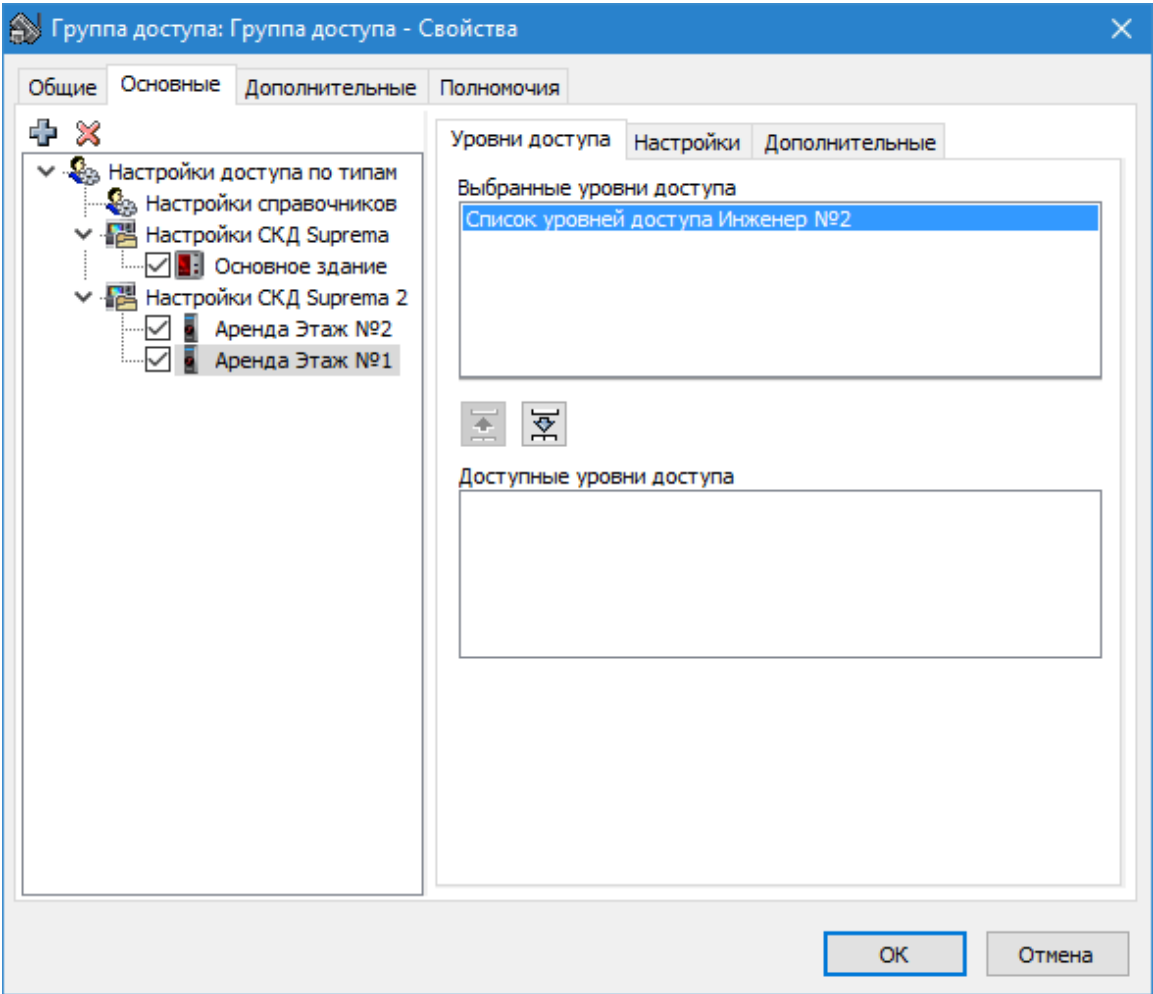 Группа доступа: Группа доступа - Свойства
Общие Основные Дополнительные Полномочия
Настройки доступа по типам
Настройки справочников
Настройки СКД Suprema
Основное здание
Настройки СКД Suprema 2
Аренда Этаж №2
Аренда Этаж №1
Уровни доступа Настройки Дополнительные
Выбранные уровни доступа
Список уровней доступа Инженер №2
Доступные уровни доступа
ОК Отмена